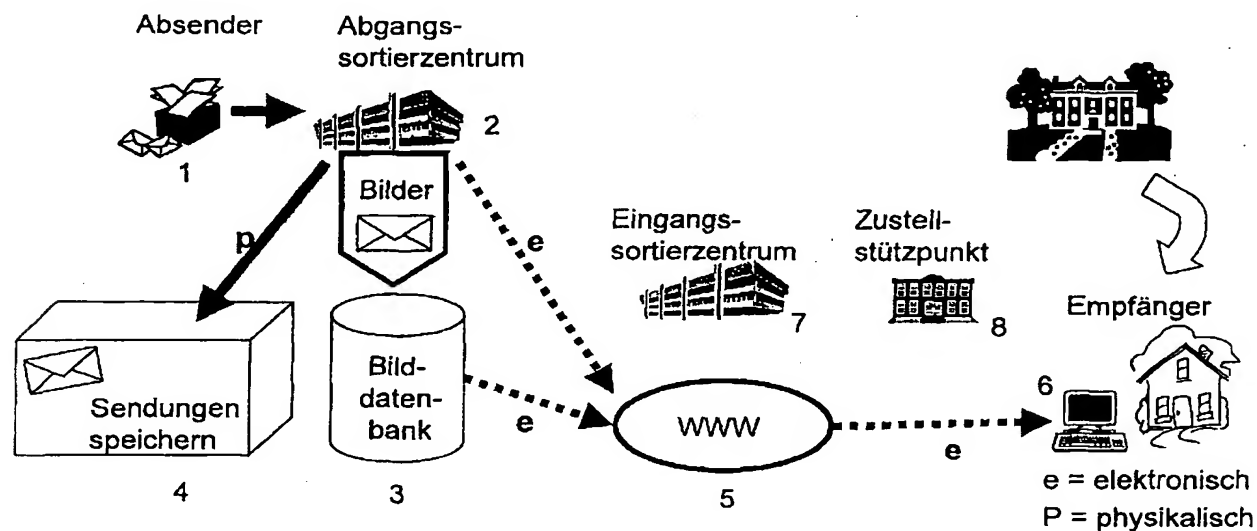 Absender
Abgangs-
sortierzentrum
2
1
Bilder
p
e
Eingangs-
sortierzentrum
7
Zustell-
stützpunkt
8
Empfänger
6
Sendungen
speichern
4
Bild-
daten-
bank
3
e
WWW
5
e
e = elektronisch
P = physikalisch